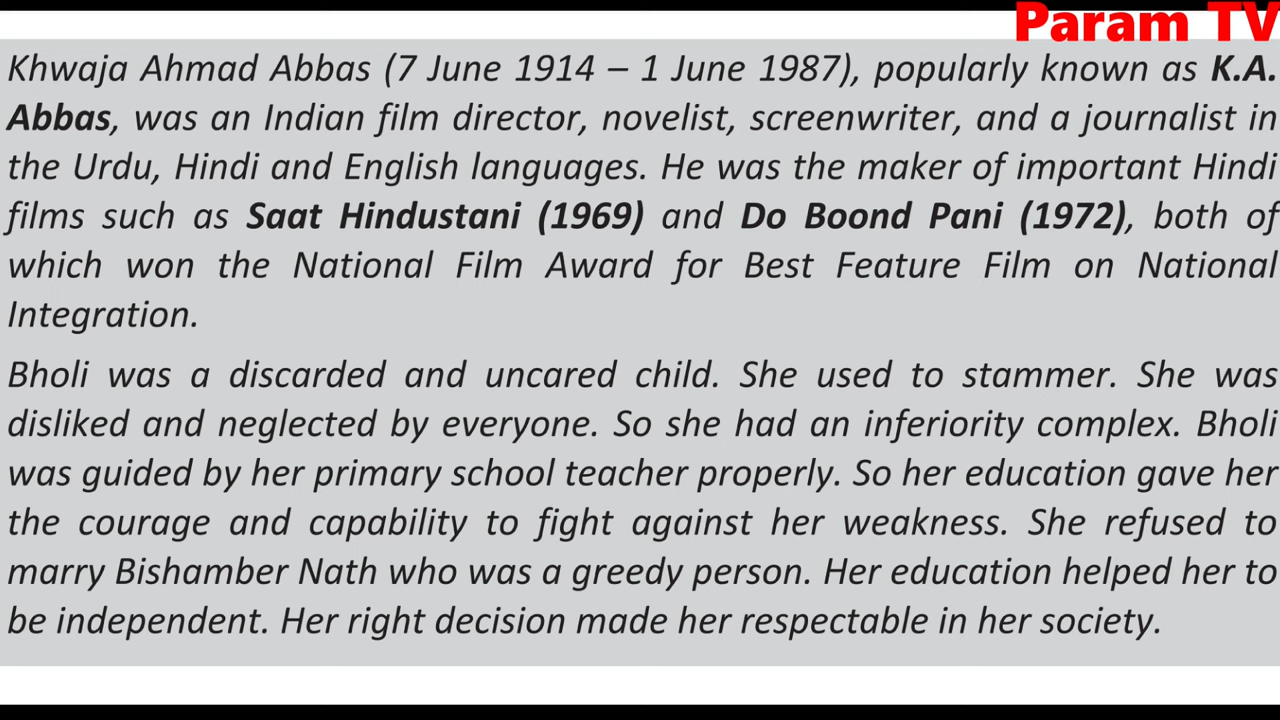 Param TV
Khwaja Ahmad Abbas (7 June 1914 – 1 June 1987), popularly known as K.A.
Abbas, was an Indian film director, novelist, screenwriter, and a journalist in
the Urdu, Hindi and English languages. He was the maker of important Hindi
films such as Saat Hindustani (1969) and Do Boond Pani (1972), both of
which won the National Film Award for Best Feature Film on National
Integration.
Bholi was a discarded and uncared child. She used to stammer. She was
disliked and neglected by everyone. So she had an inferiority complex. Bholi
was guided by her primary school teacher properly. So her education gave her
the courage and capability to fight against her weakness. She refused to
marry Bishamber Nath who was a greedy person. Her education helped her to
be independent. Her right decision made her respectable in her society.